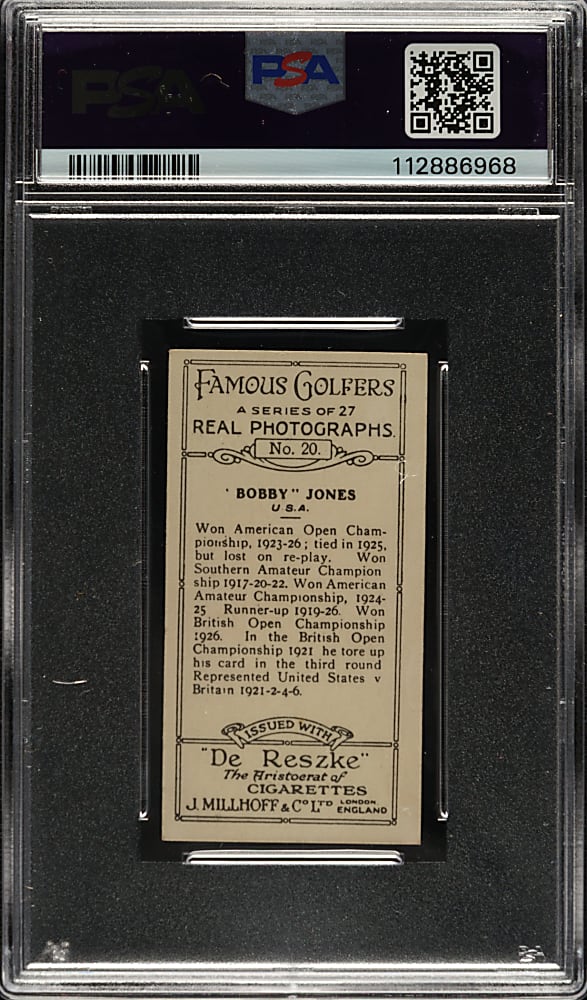 PSA
PSA
112886968
FAMOUS GOLFERS
A SERIES OF 27
REAL PHOTOGRAPHS.
No. 20.
'BOBBY" JONES
U S.A.
Won American Open Cham-
pionship, 1923-26 ; tied in 1925,
but lost on re-play. Won
Southern Amateur Champion
ship 1917-20-22. Won American
Amateur Championship, 1924-
25 Runner-up 1919-26. Won
British Open Championship
1926. In the British Open
Championship 1921 he tore up
his card in the third round
Represented United States v
Britain 1921-2-4-6.
ISSUED WITH
"De Reszke"
The Aristocrat of
CIGARETTES
J. MILLHOFF & Co LTD LONDON ENGLAND